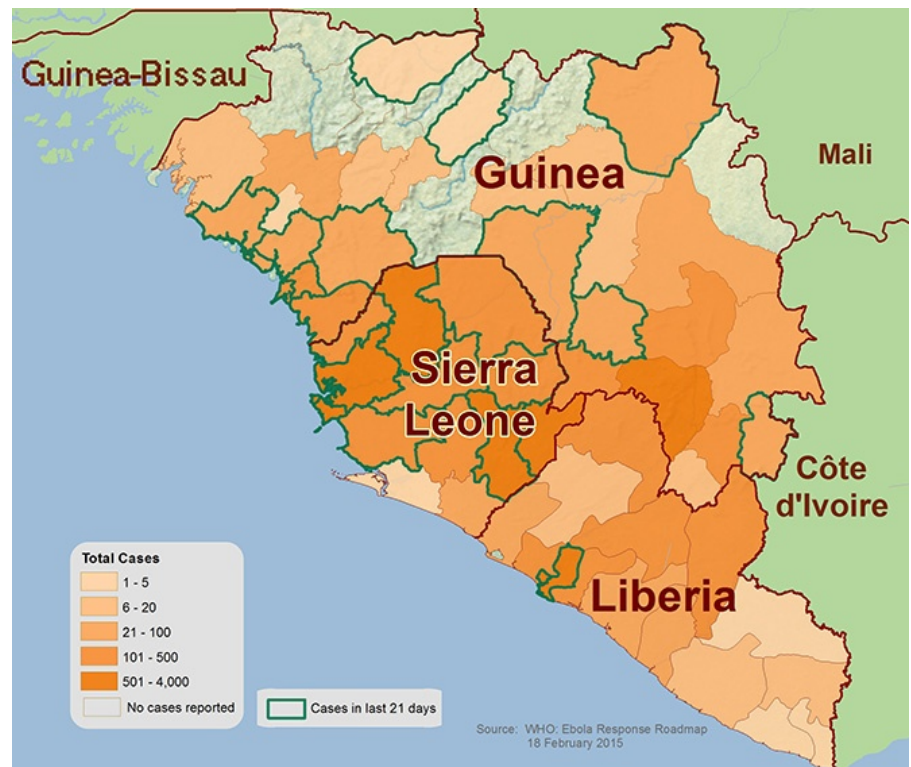 Guinea-Bissau
Mali
Guinea
Sierra
Leone
Côte
d'Ivoire
Liberia
Total Cases
1 - 5
6 - 20
21 - 100
101 - 500
501 - 4,000
No cases reported
Cases in last 21 days
Source: WHO: Ebola Response Roadmap
18 February 2015